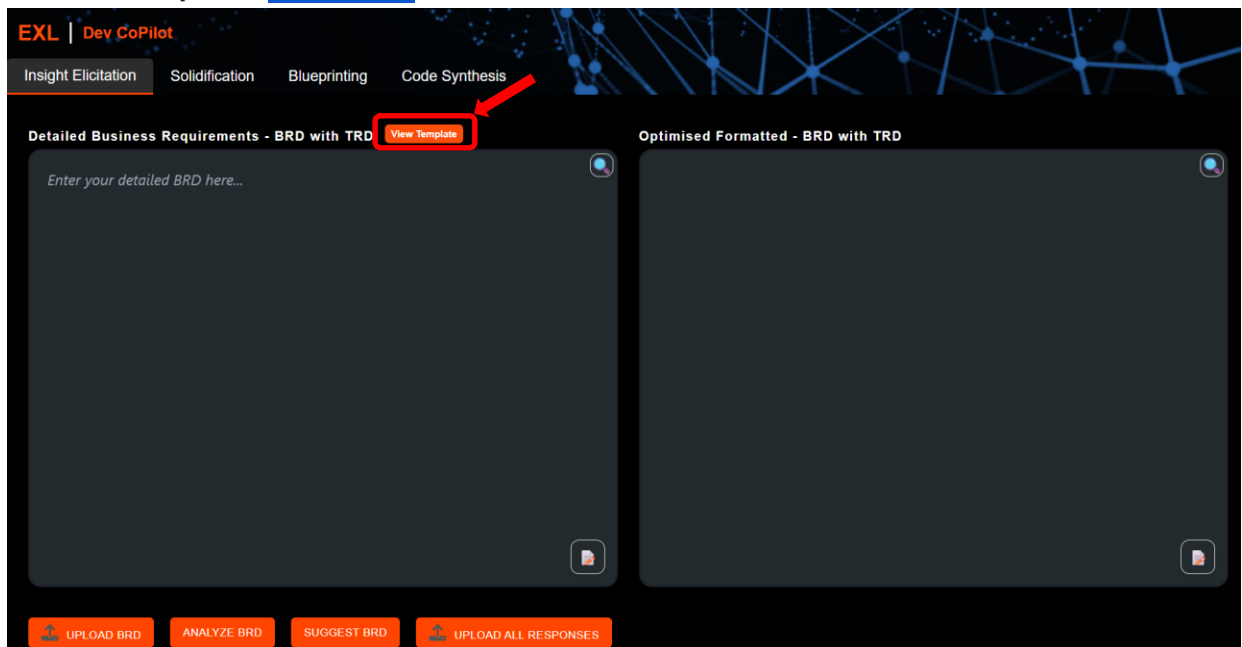 EXL | Dev CoPilot
Insight Elicitation Solidification Blueprinting Code Synthesis
Detailed Business Requirements - BRD with TRD View Template
Optimised Formatted - BRD with TRD
Enter your detailed BRD here...
UPLOAD BRD ANALYZE BRD SUGGEST BRD UPLOAD ALL RESPONSES